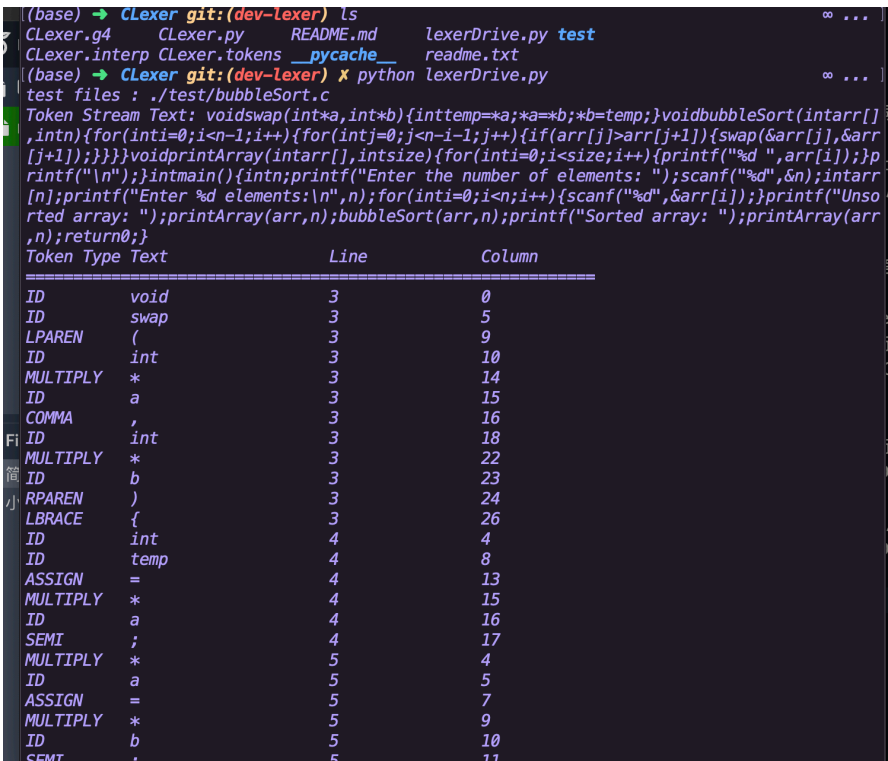 (base) ➜ CLexer git:(dev-lexer) ls ∞ ...
CLexer.g4 CLexer.py README.md lexerDrive.py test
CLexer.interp CLexer.tokens __pycache__ readme.txt
(base) ➜ CLexer git:(dev-lexer) ✗ python lexerDrive.py ∞ ...
test files : ./test/bubbleSort.c
Token Stream Text: voidswap(int*a,int*b){inttemp=*a;*a=*b;*b=temp;}voidbubbleSort(intarr[]
,intn){for(inti=0;i<n-1;i++){for(intj=0;j<n-i-1;j++){if(arr[j]>arr[j+1]){swap(&arr[j],&arr
[j+1]);}}}}voidprintArray(intarr[],intsize){for(inti=0;i<size;i++){printf("%d ",arr[i]);}p
rintf("\n");}intmain(){intn;printf("Enter the number of elements: ");scanf("%d",&n);intarr
[n];printf("Enter %d elements:\n",n);for(inti=0;i<n;i++){scanf("%d",&arr[i]);}printf("Unso
rted array: ");printArray(arr,n);bubbleSort(arr,n);printf("Sorted array: ");printArray(arr
,n);return0;}
Token Type Text Line Column
============================================================
ID void 3 0
ID swap 3 5
LPAREN ( 3 9
ID int 3 10
MULTIPLY * 3 14
ID a 3 15
COMMA , 3 16
ID int 3 18
MULTIPLY * 3 22
ID b 3 23
RPAREN ) 3 24
LBRACE { 3 26
ID int 4 4
ID temp 4 8
ASSIGN = 4 13
MULTIPLY * 4 15
ID a 4 16
SEMI ; 4 17
MULTIPLY * 5 4
ID a 5 5
ASSIGN = 5 7
MULTIPLY * 5 9
ID b 5 10
SEMI ; 5 11
Fi
简
小